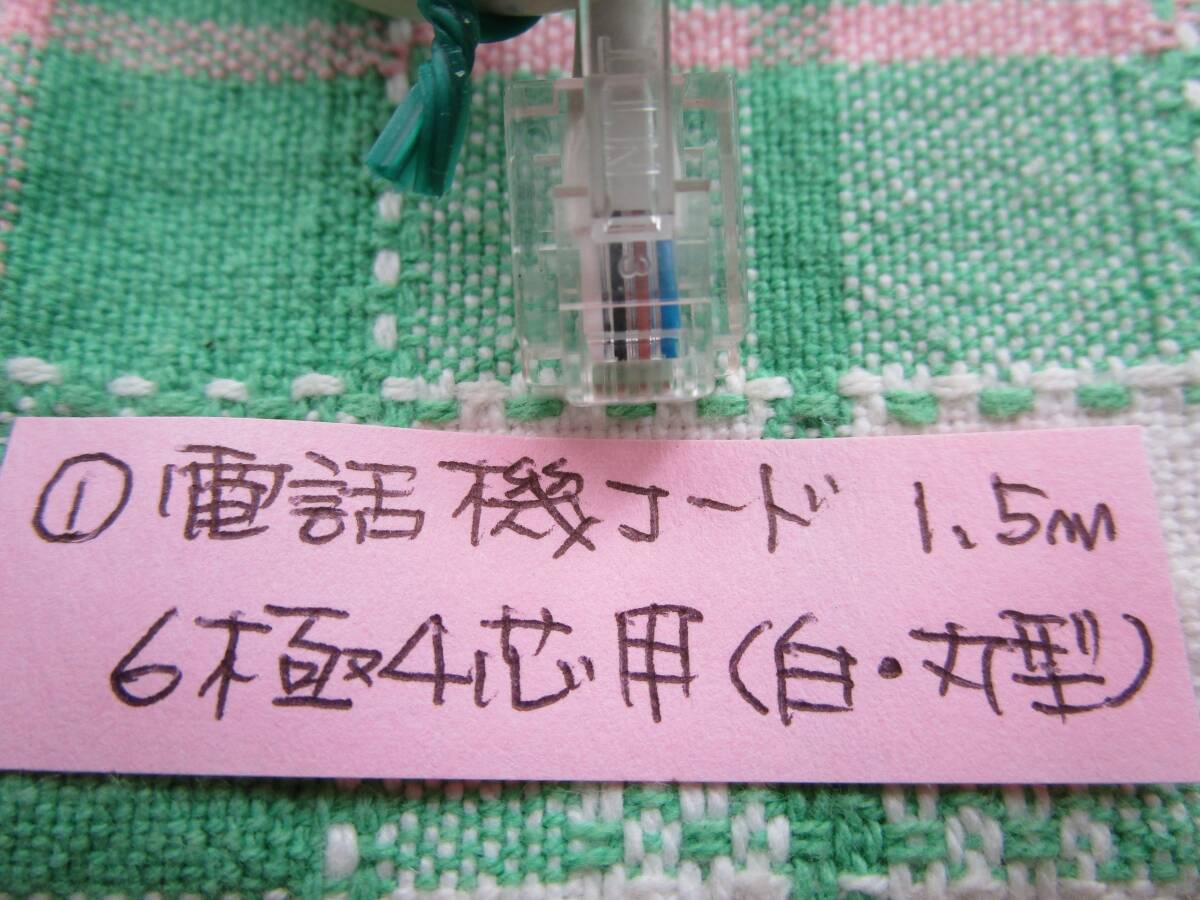 ① 電話機コード 1.5m
6極4芯用(白・丸型)